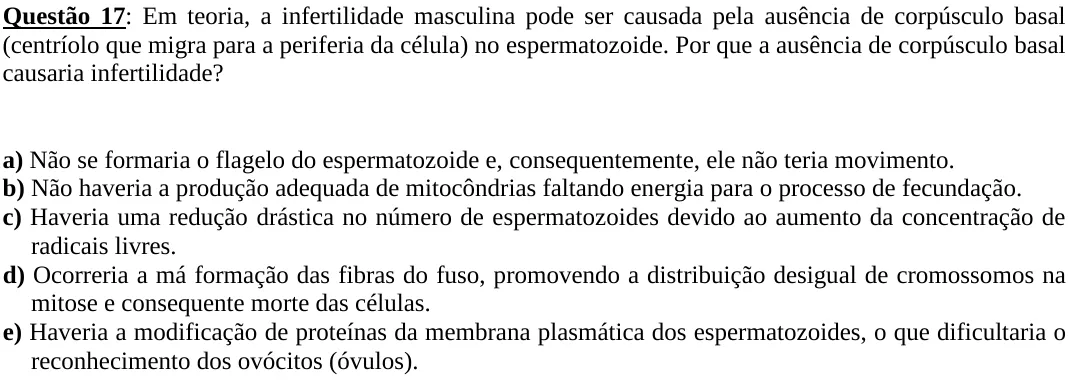 Questão 17: Em teoria, a infertilidade masculina pode ser causada pela ausência de corpúsculo basal
(centríolo que migra para a periferia da célula) no espermatozoide. Por que a ausência de corpúsculo basal
causaria infertilidade?
a) Não se formaria o flagelo do espermatozoide e, consequentemente, ele não teria movimento.
b) Não haveria a produção adequada de mitocôndrias faltando energia para o processo de fecundação.
c) Haveria uma redução drástica no número de espermatozoides devido ao aumento da concentração de
radicais livres.
d) Ocorreria a má formação das fibras do fuso, promovendo a distribuição desigual de cromossomos na
mitose e consequente morte das células.
e) Haveria a modificação de proteínas da membrana plasmática dos espermatozoides, o que dificultaria o
reconhecimento dos ovócitos (óvulos).